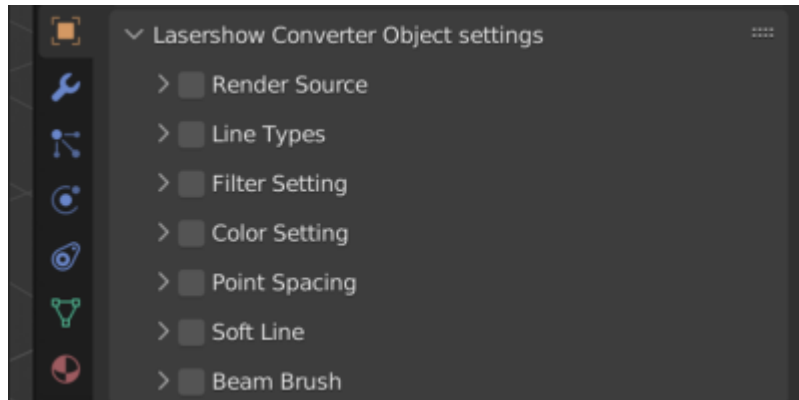 Lasershow Converter Object settings
Render Source
Line Types
Filter Setting
Color Setting
Point Spacing
Soft Line
Beam Brush